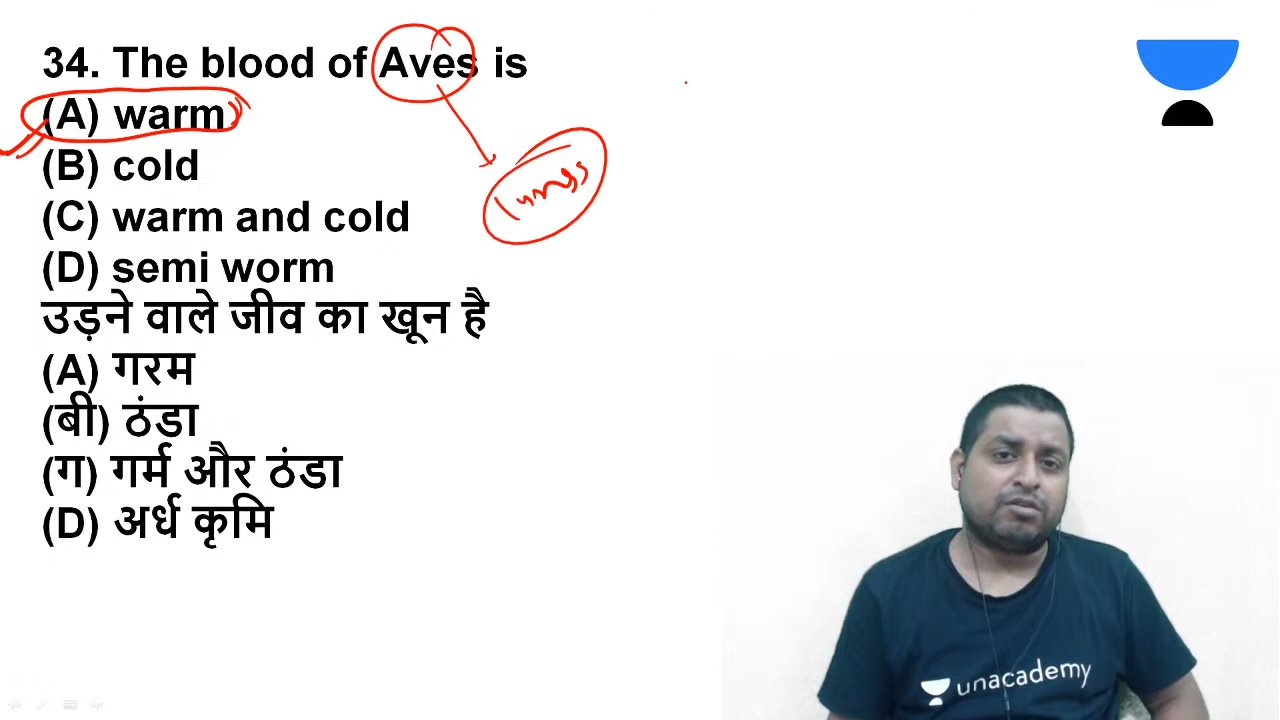 34. The blood of Aves is
(A) warm
(B) cold
(C) warm and cold
(D) semi worm
lungs
उड़ने वाले जीव का खून है
(A) गरम
(बी) ठंडा
(ग) गर्म और ठंडा
(D) अर्ध कृमि
unacademy